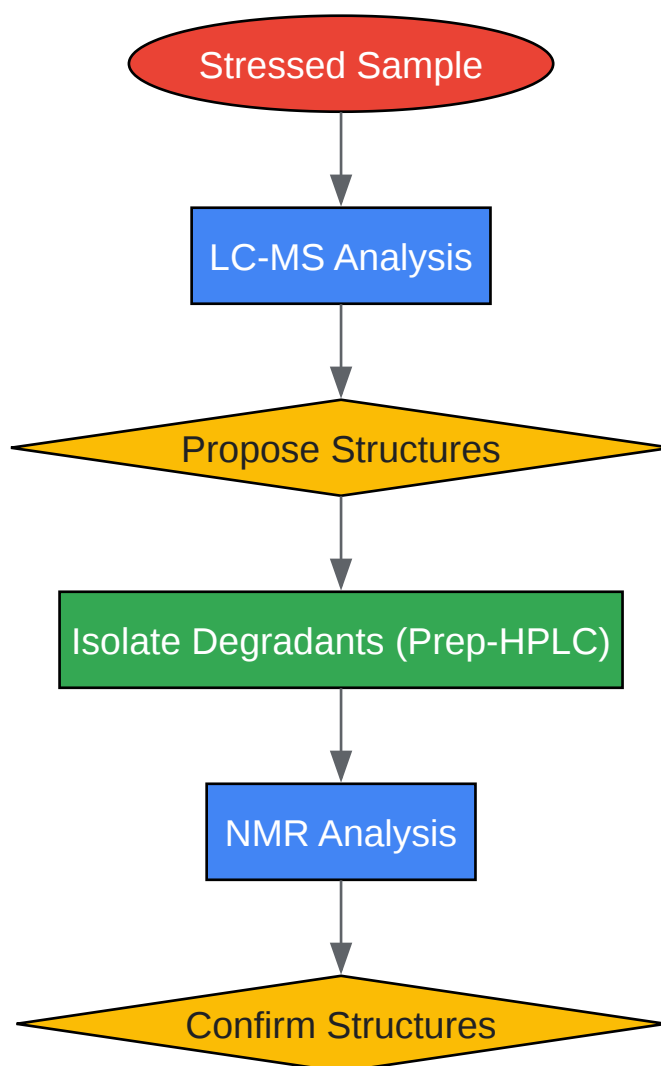 Stressed Sample
LC-MS Analysis
Propose Structures
Isolate Degradants (Prep-HPLC)
NMR Analysis
Confirm Structures